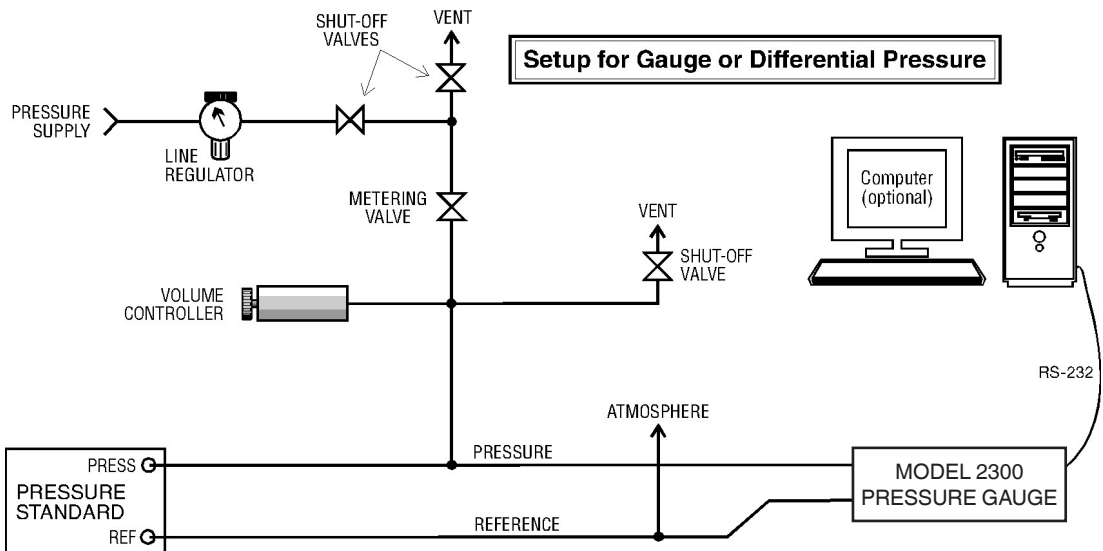 SHUT-OFF
VALVES
VENT
Setup for Gauge or Differential Pressure
PRESSURE
SUPPLY
LINE
REGULATOR
METERING
VALVE
Computer
(optional)
VENT
SHUT-OFF
VALVE
VOLUME
CONTROLLER
RS-232
ATMOSPHERE
PRESS
PRESSURE
PRESSURE
STANDARD
MODEL 2300
PRESSURE GAUGE
REF
REFERENCE